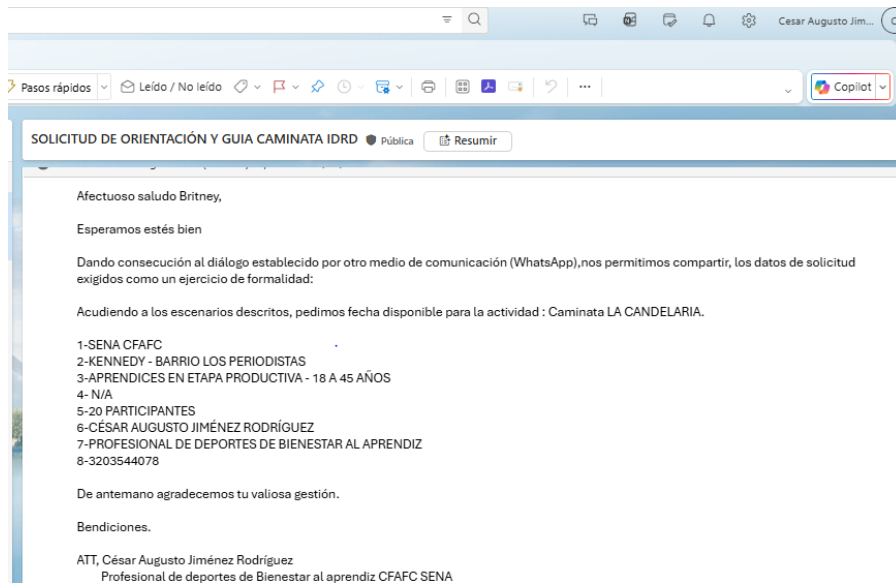 Cesar Augusto Jim...
Pasos rápidos
Leído / No leído
Copilot
SOLICITUD DE ORIENTACIÓN Y GUIA CAMINATA IDRD
Pública
Resumir
Afectuoso saludo Britney,
Esperamos estés bien
Dando consecución al diálogo establecido por otro medio de comunicación (WhatsApp),nos permitimos compartir, los datos de solicitud
exigidos como un ejercicio de formalidad:
Acudiendo a los escenarios descritos, pedimos fecha disponible para la actividad : Caminata LA CANDELARIA.
1-SENA CFAFC
2-KENNEDY - BARRIO LOS PERIODISTAS
3-APRENDICES EN ETAPA PRODUCTIVA - 18 A 45 AÑOS
4- N/A
5-20 PARTICIPANTES
6-CÉSAR AUGUSTO JIMÉNEZ RODRÍGUEZ
7-PROFESIONAL DE DEPORTES DE BIENESTAR AL APRENDIZ
8-3203544078
De antemano agradecemos tu valiosa gestión.
Bendiciones.
ATT, César Augusto Jiménez Rodríguez
Profesional de deportes de Bienestar al aprendiz CFAFC SENA